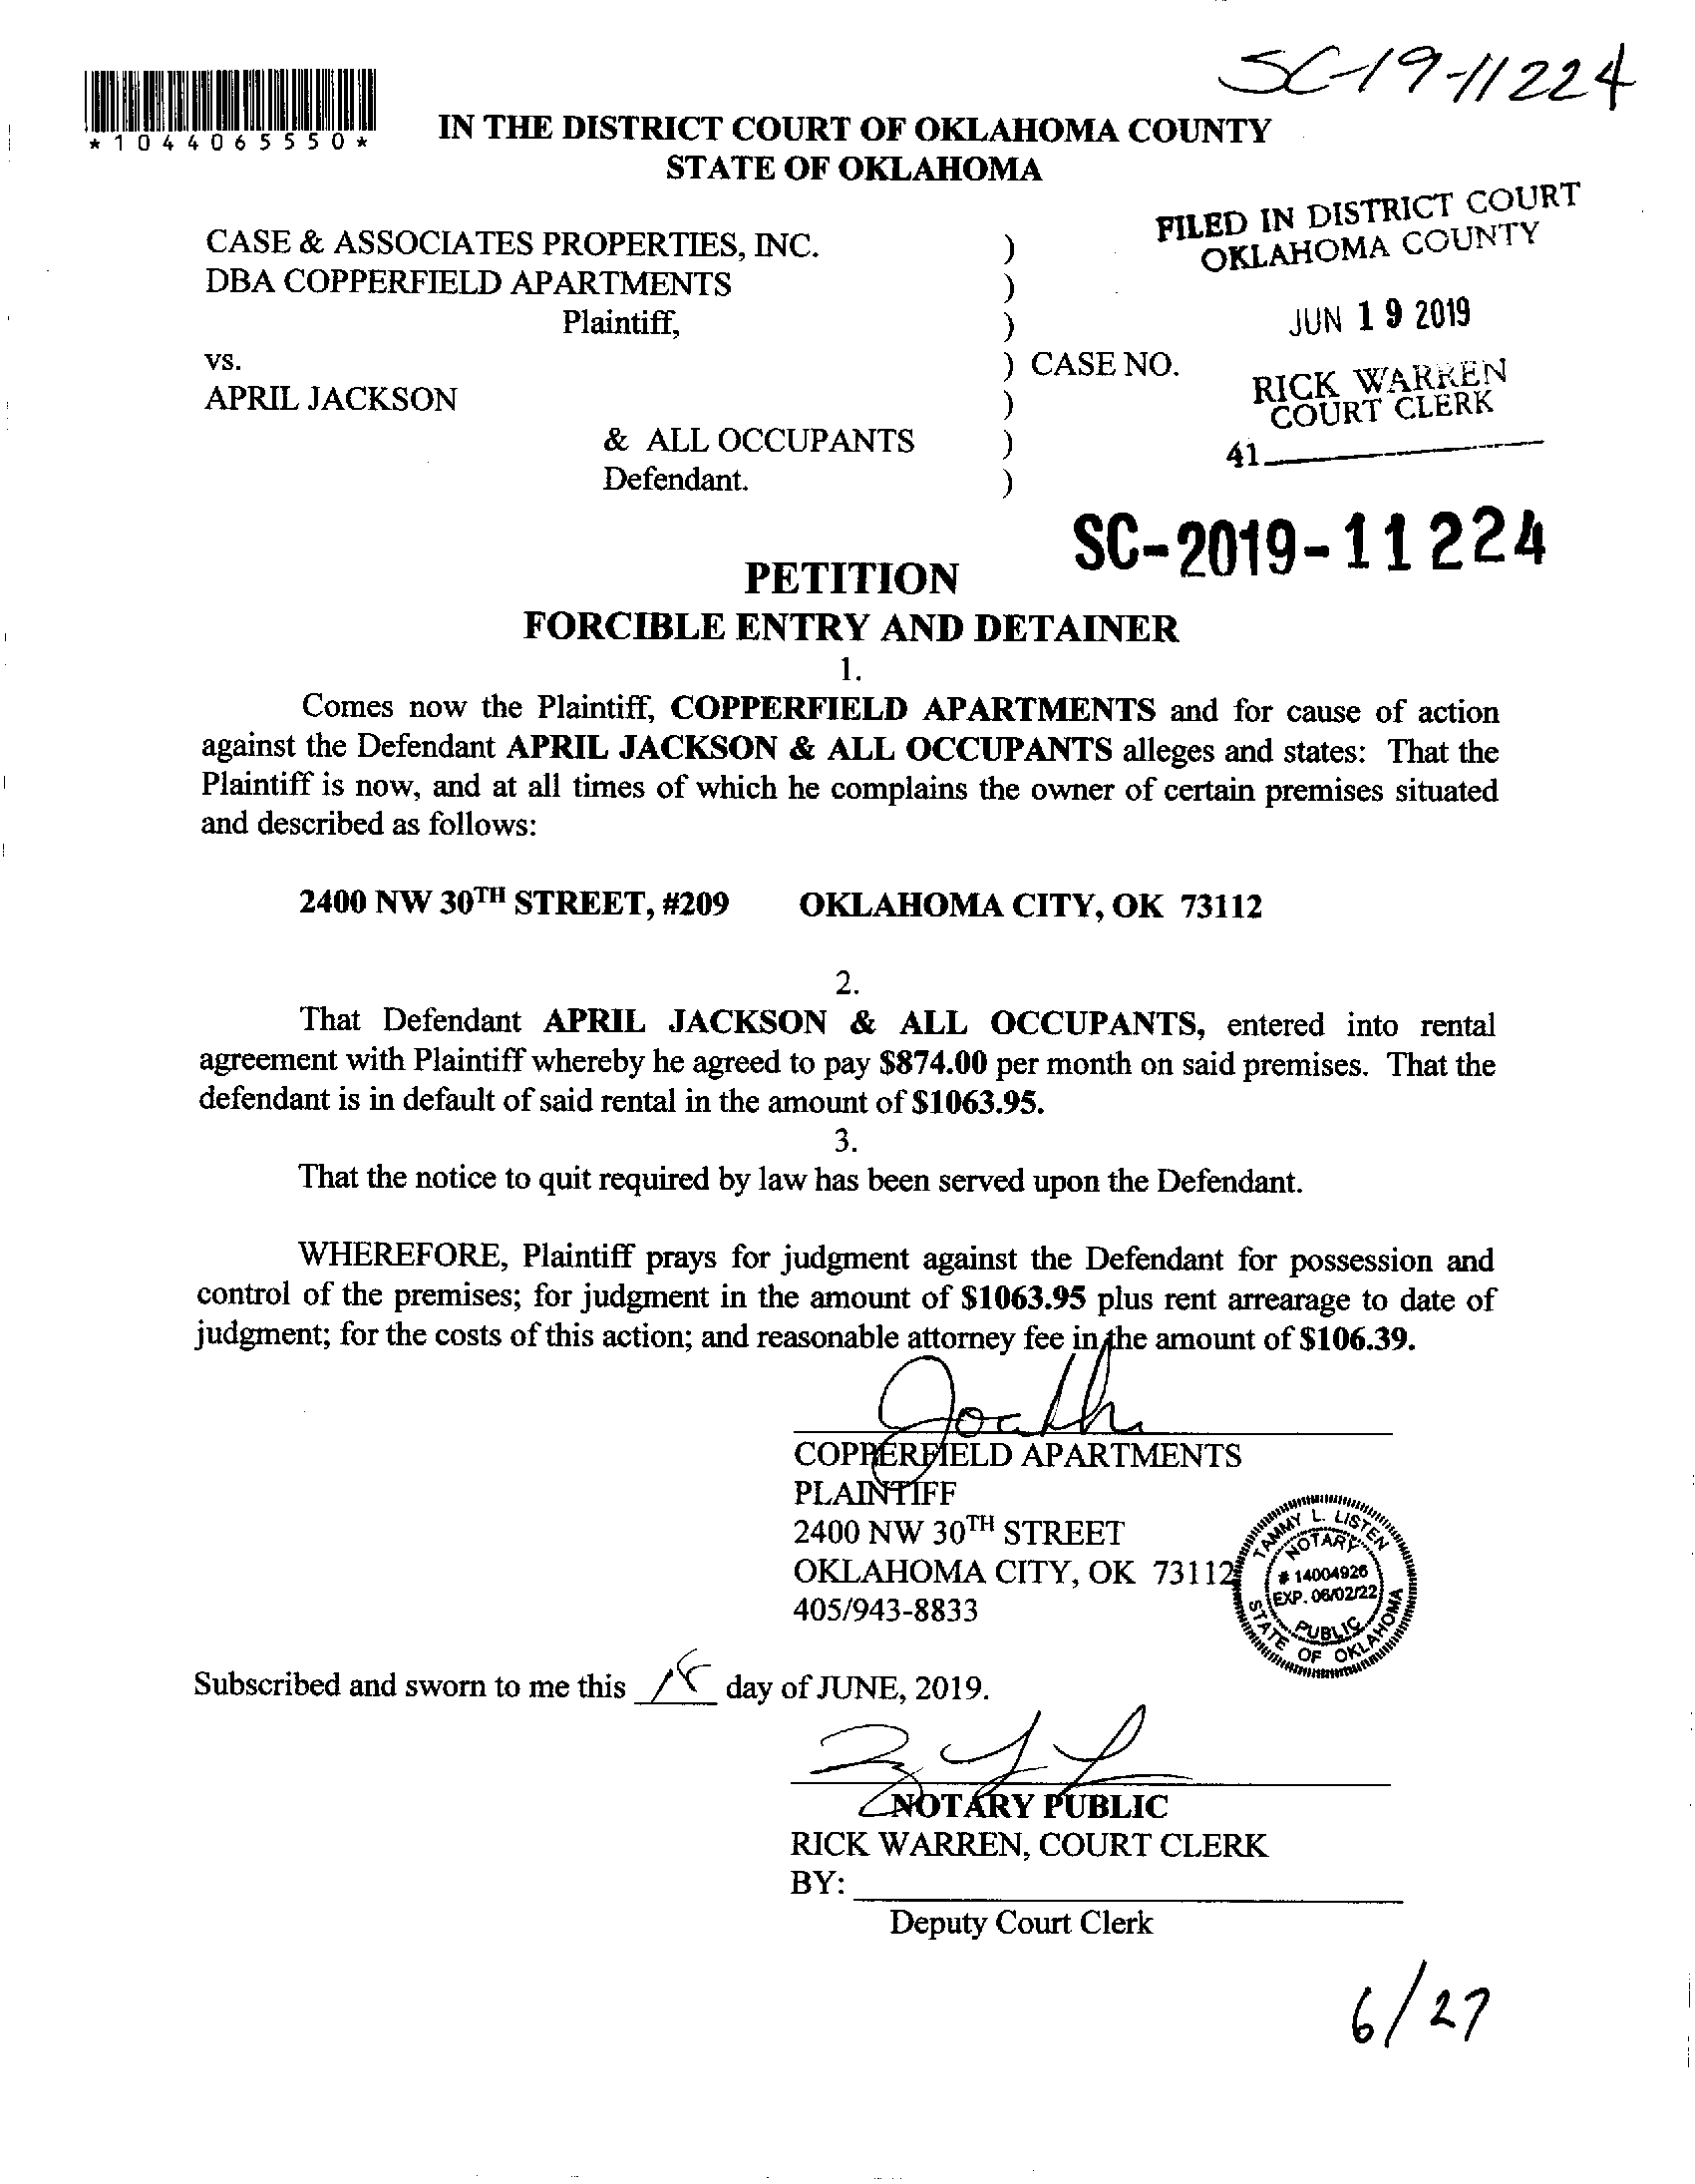 SC-19-11224
*1044065550*
IN THE DISTRICT COURT OF OKLAHOMA COUNTY
STATE OF OKLAHOMA
FILED IN DISTRICT COURT
OKLAHOMA COUNTY
JUN 19 2019
RICK WARREN
COURT CLERK
41
CASE & ASSOCIATES PROPERTIES, INC. )
DBA COPPERFIELD APARTMENTS )
Plaintiff, )
vs. ) CASE NO.
APRIL JACKSON )
& ALL OCCUPANTS )
Defendant. )
SC-2019-11224
PETITION
FORCIBLE ENTRY AND DETAINER
1.
Comes now the Plaintiff, COPPERFIELD APARTMENTS and for cause of action
against the Defendant APRIL JACKSON & ALL OCCUPANTS alleges and states: That the
Plaintiff is now, and at all times of which he complains the owner of certain premises situated
and described as follows:
2400 NW 30TH STREET, #209 OKLAHOMA CITY, OK 73112
2.
That Defendant APRIL JACKSON & ALL OCCUPANTS, entered into rental
agreement with Plaintiff whereby he agreed to pay $874.00 per month on said premises. That the
defendant is in default of said rental in the amount of $1063.95.
3.
That the notice to quit required by law has been served upon the Defendant.
WHEREFORE, Plaintiff prays for judgment against the Defendant for possession and
control of the premises; for judgment in the amount of $1063.95 plus rent arrearage to date of
judgment; for the costs of this action; and reasonable attorney fee in the amount of $106.39.
COPPERFIELD APARTMENTS
PLAINTIFF
2400 NW 30TH STREET
OKLAHOMA CITY, OK 73112
405/943-8833
TAMMY L. LISTEN
NOTARY
# 14004926
EXP. 06/02/22
PUBLIC
STATE OF OKLAHOMA
Subscribed and sworn to me this 18 day of JUNE, 2019.
NOTARY PUBLIC
RICK WARREN, COURT CLERK
BY:
Deputy Court Clerk
6/27